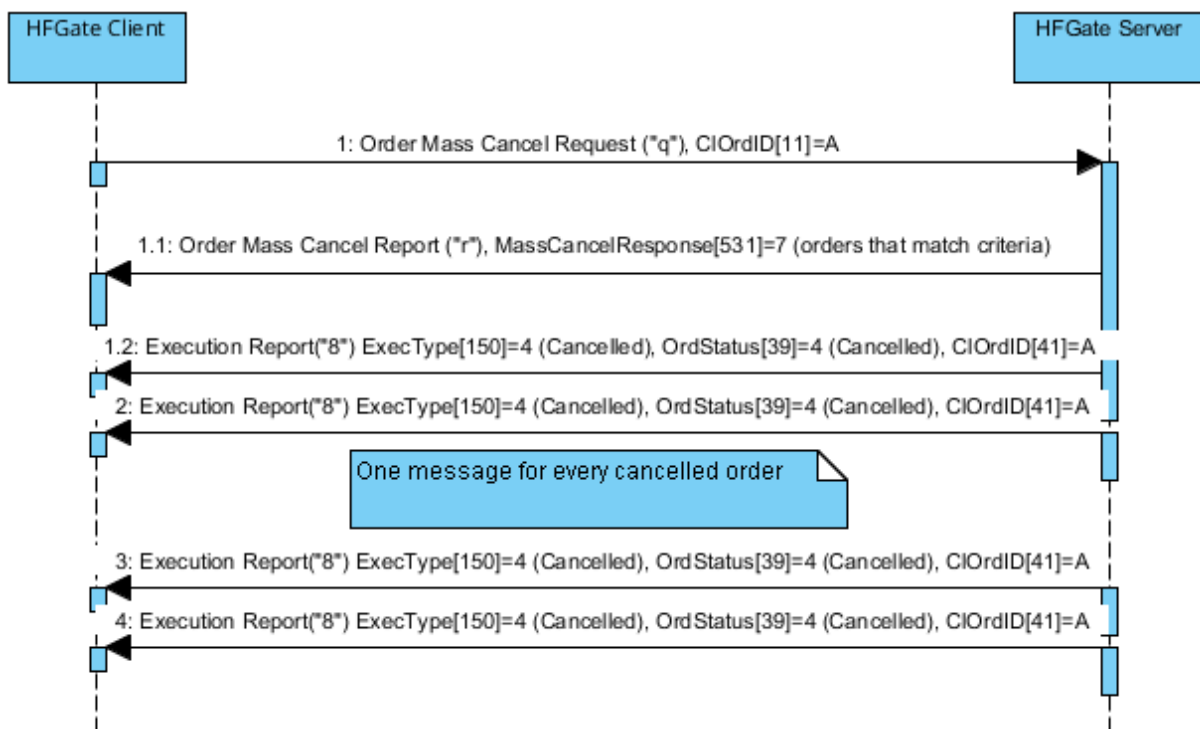 HFGate Client
HFGate Server
1: Order Mass Cancel Request ("q"), ClOrdID[11]=A
1.1: Order Mass Cancel Report ("r"), MassCancelResponse[531]=7 (orders that match criteria)
1.2: Execution Report("8") ExecType[150]=4 (Cancelled), OrdStatus[39]=4 (Cancelled), ClOrdID[41]=A
2: Execution Report("8") ExecType[150]=4 (Cancelled), OrdStatus[39]=4 (Cancelled), ClOrdID[41]=A
One message for every cancelled order
3: Execution Report("8") ExecType[150]=4 (Cancelled), OrdStatus[39]=4 (Cancelled), ClOrdID[41]=A
4: Execution Report("8") ExecType[150]=4 (Cancelled), OrdStatus[39]=4 (Cancelled), ClOrdID[41]=A